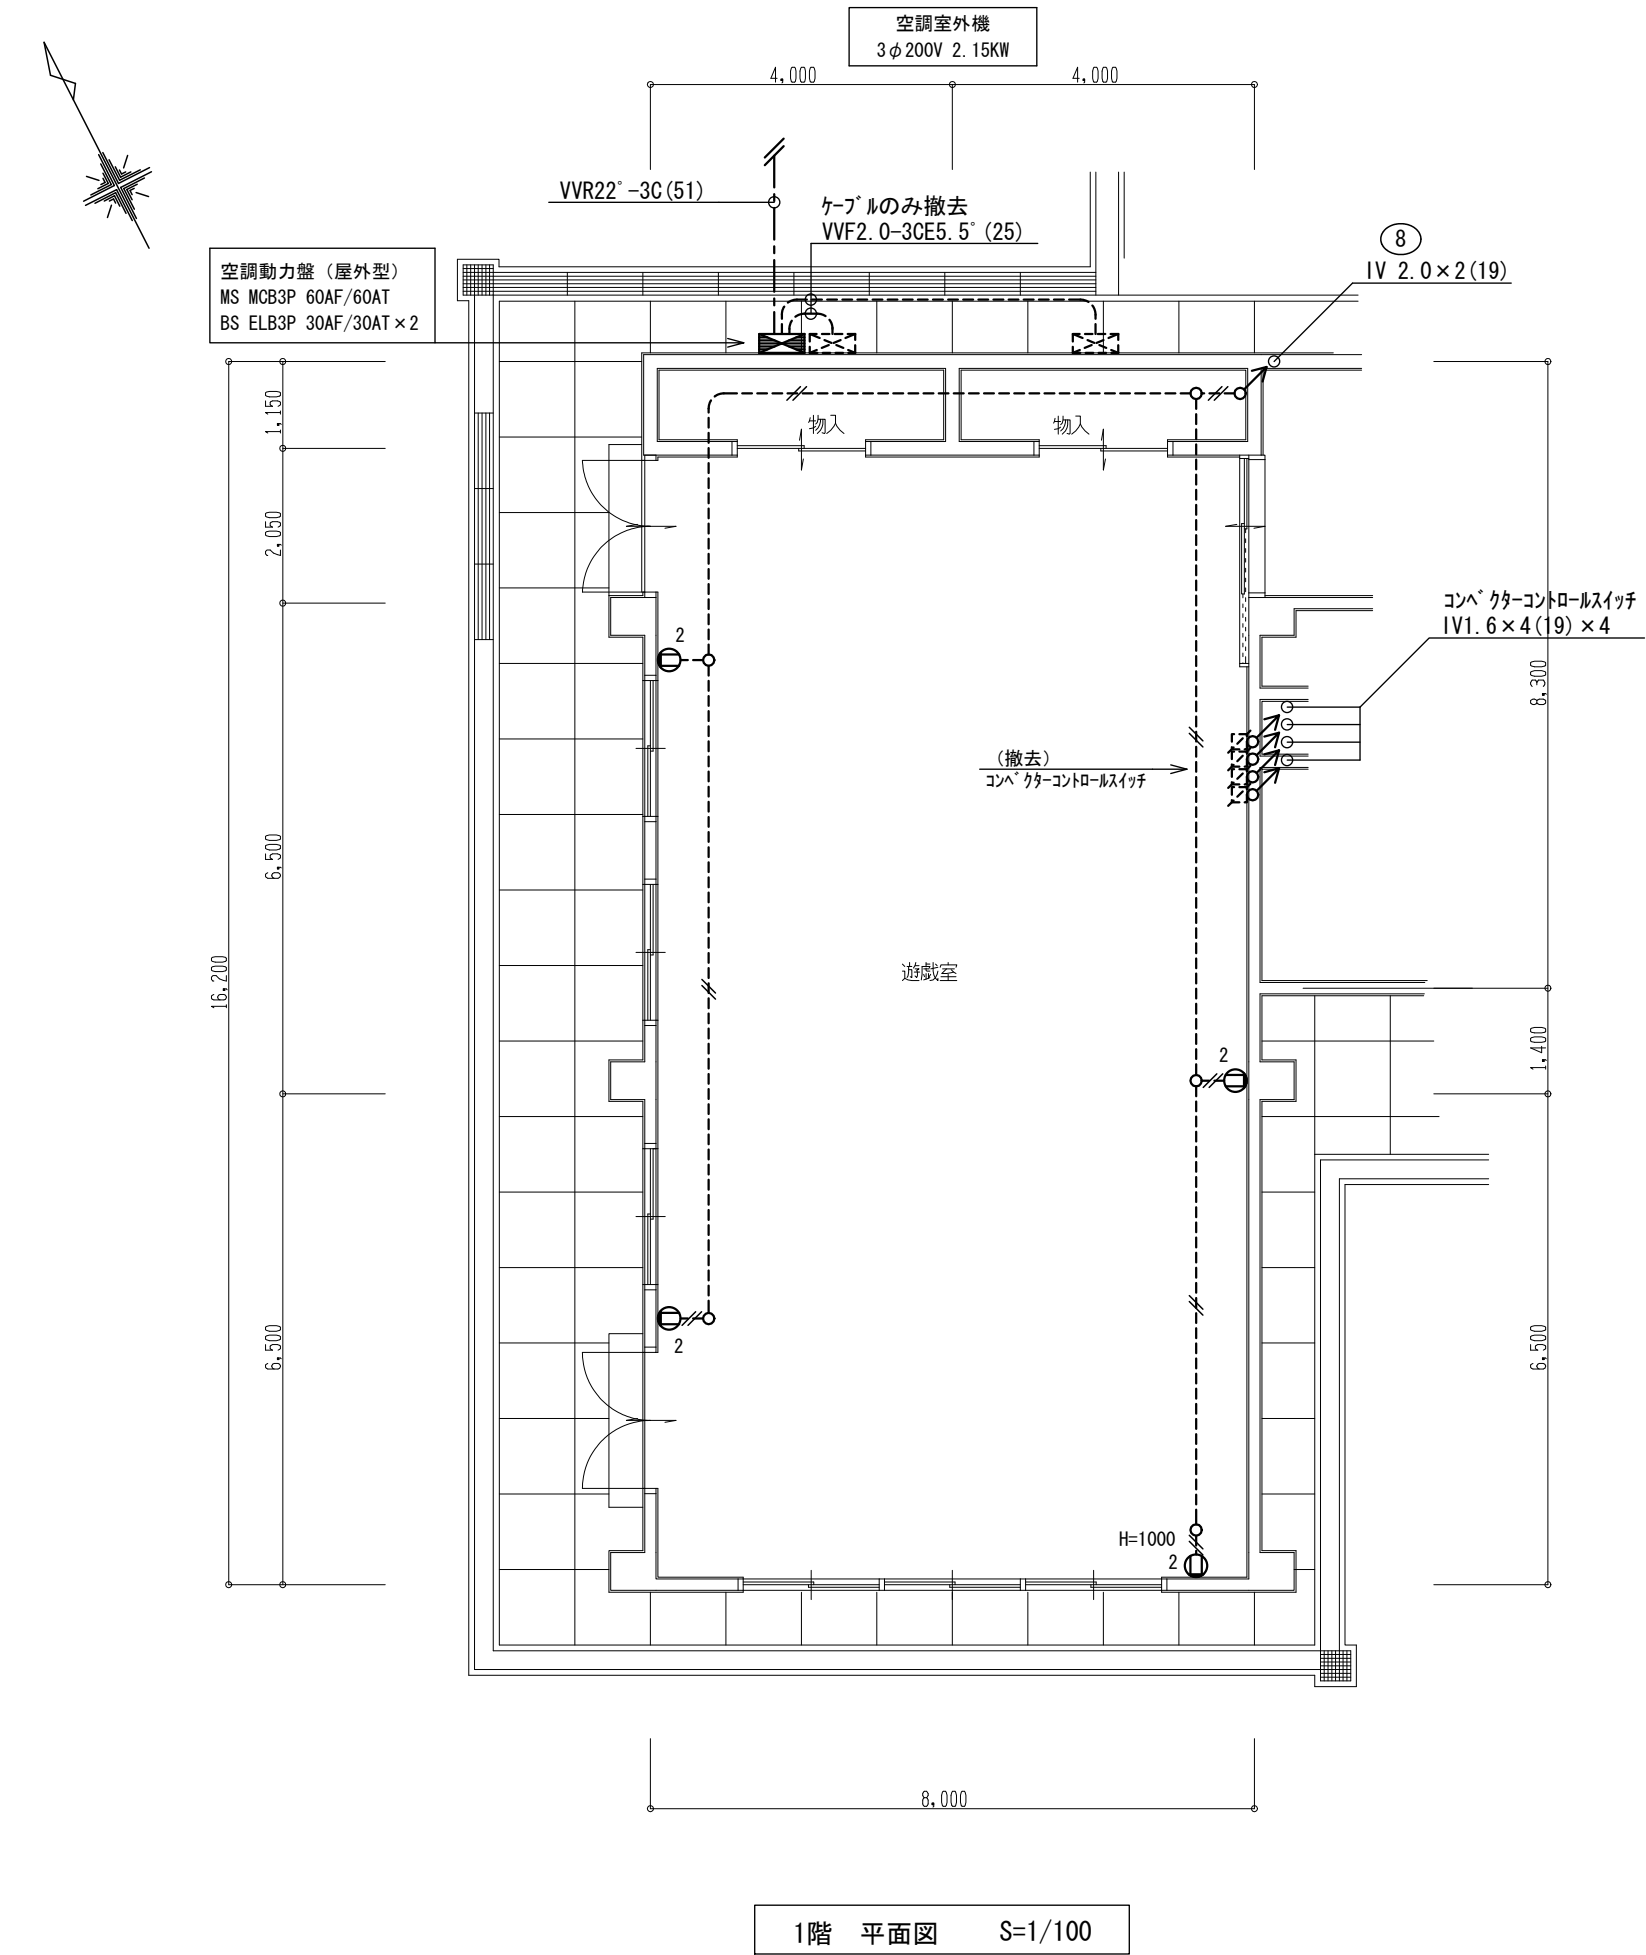 空調室外機
3φ200V 2.15KW
4,000
4,000
VVR22°-3C(51)
ケーブルのみ撤去
VVF2.0-3CE5.5°(25)
8
IV 2.0×2(19)
空調動力盤（屋外型）
MS MCB3P 60AF/60AT
BS ELB3P 30AF/30AT×2
1,150
物入
物入
2,050
コンベクターコントロールスイッチ
IV1.6×4(19)×4
2
8,300
（撤去）
コンベクターコントロールスイッチ
6,500
16,200
遊戯室
2
1,400
2
6,500
6,500
H=1000
2
8,000
1階 平面図 S=1/100